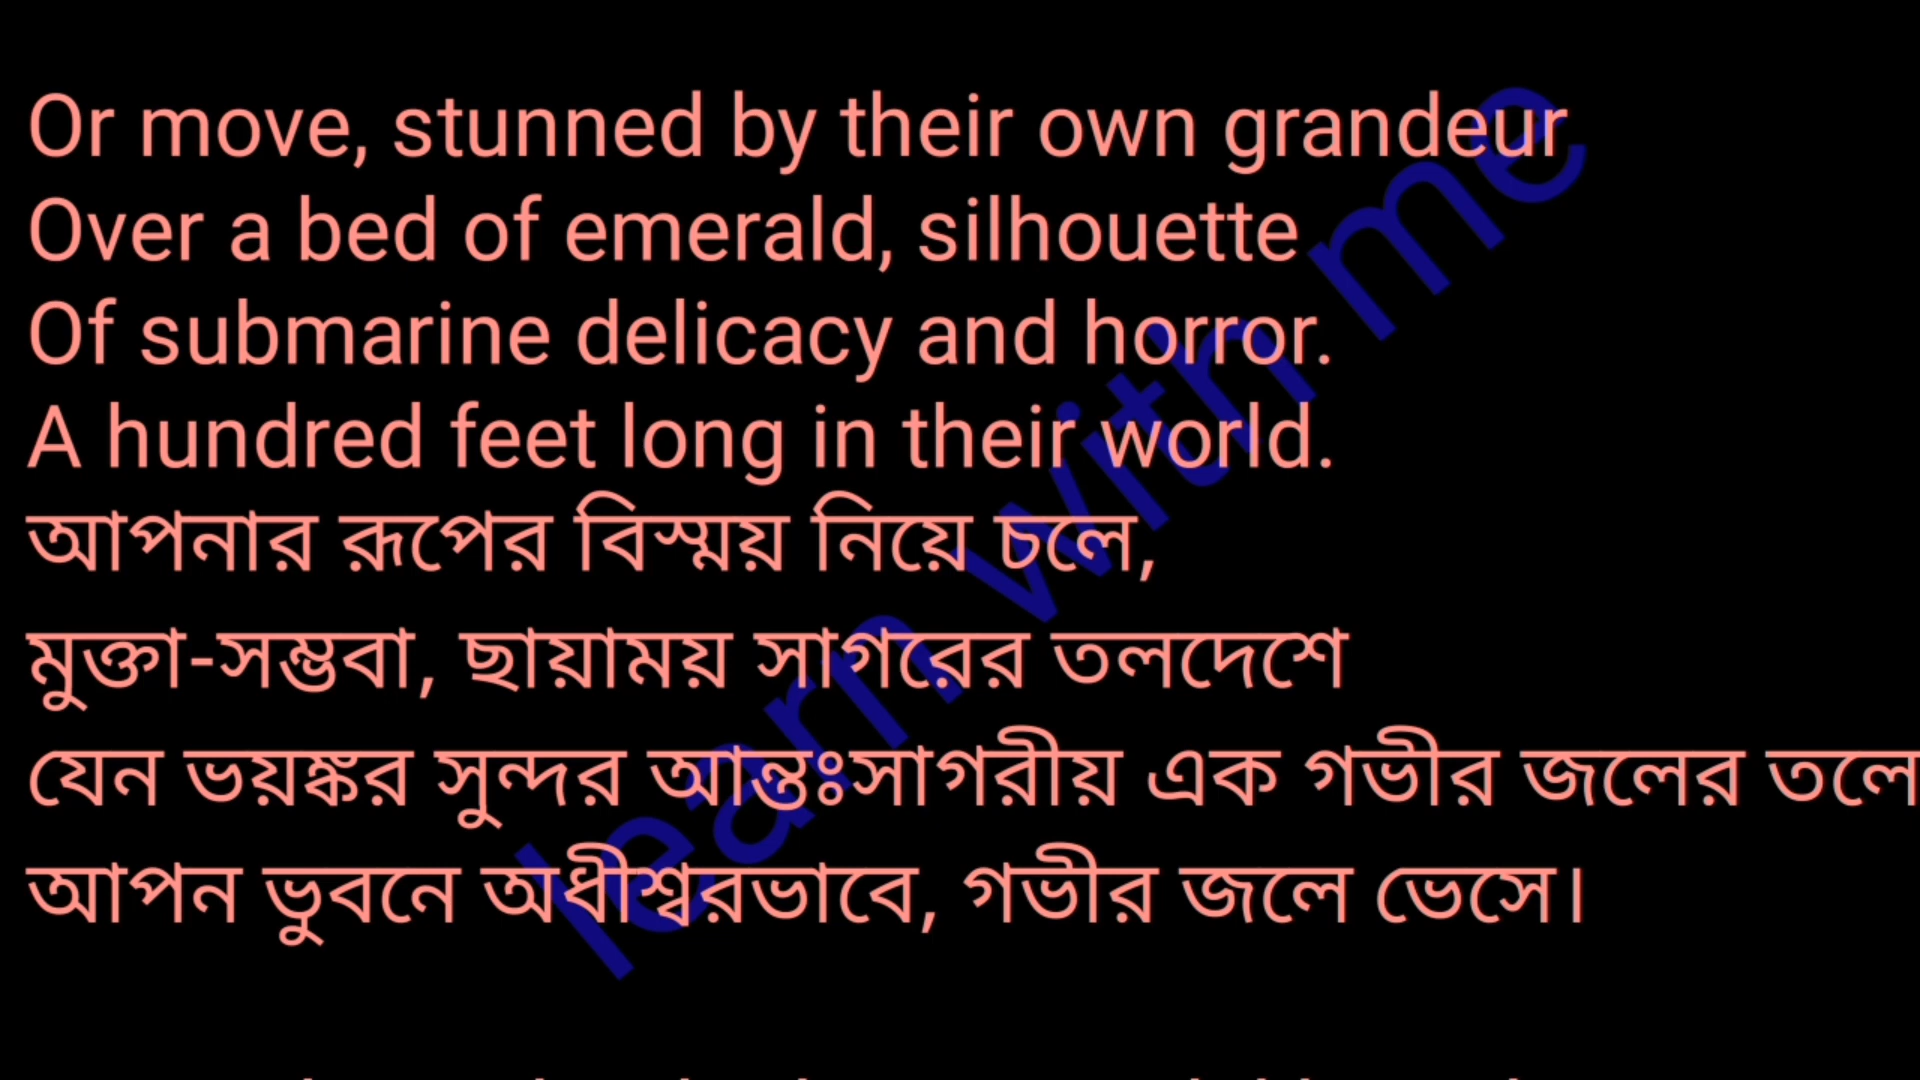 Or move, stunned by their own grandeur
Over a bed of emerald, silhouette
Of submarine delicacy and horror.
A hundred feet long in their world.
আপনার রূপের বিস্ময় নিয়ে চলে,
মুক্তা-সম্ভবা, ছায়াময় সাগরের তলদেশে
যেন ভয়ঙ্কর সুন্দর আন্তঃসাগরীয় এক গভীর জলের তলে
আপন ভুবনে অধীশ্বরভাবে, গভীর জলে ভেসে।
learn with me